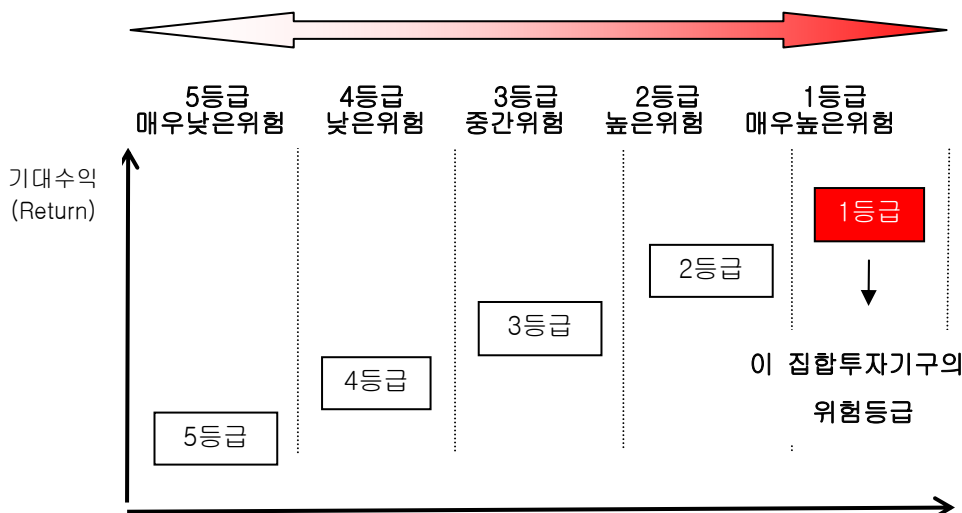 5등급
매우낮은위험
4등급
낮은위험
3등급
중간위험
2등급
높은위험
1등급
매우높은위험
기대수익
(Return)
1등급
2등급
3등급
4등급
5등급
이 집합투자기구의
위험등급